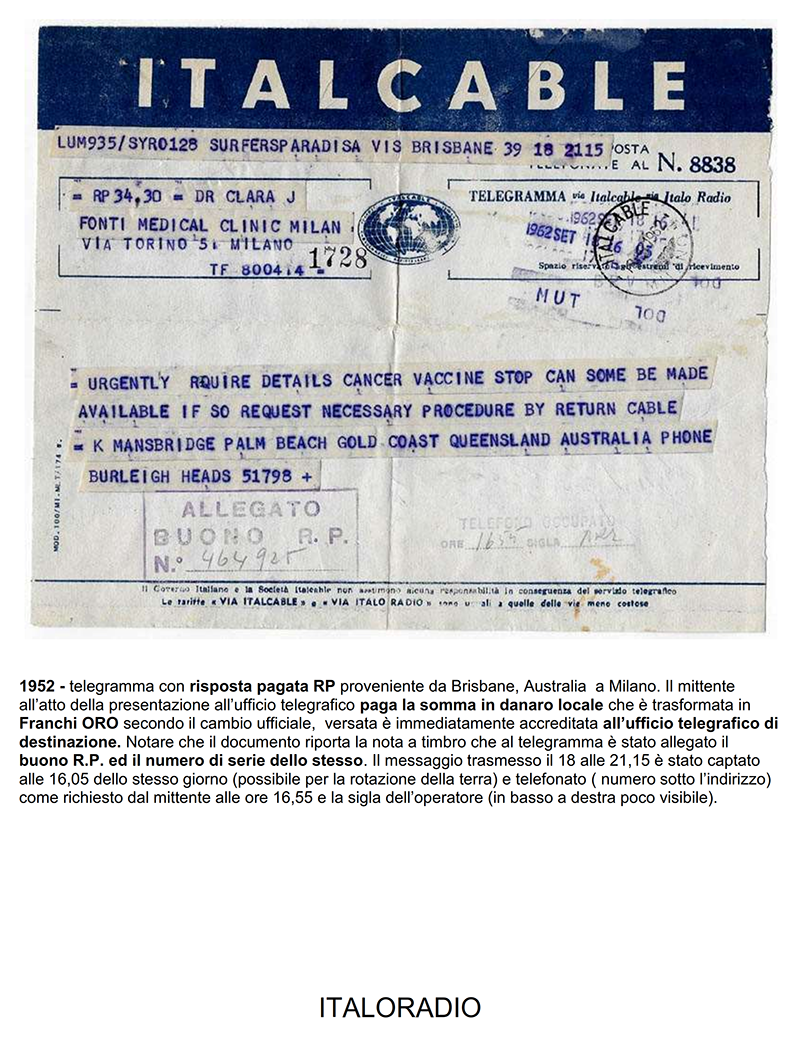 ITALCABLE
LUM935/SYR0128 SURFERSPARADISA VIS BRISBANE 39 18 2115
OSTA
AL N. 8838
= RP 34,30 = DR CLARA J
FONTI MEDICAL CLINIC MILAN
VIA TORINO 51 MILANO
TF 800414 =
1728
TELEGRAMMA via Italcable via Italo Radio
1962 SET
ITALCABLE
Spazio riservato agli estremi di ricevimento
MUT
DOL
= URGENTLY RQUIRE DETAILS CANCER VACCINE STOP CAN SOME BE MADE
AVAILABLE IF SO REQUEST NECESSARY PROCEDURE BY RETURN CABLE
= K MANSBRIDGE PALM BEACH GOLD COAST QUEENSLAND AUSTRALIA PHONE
BURLEIGH HEADS 51798 +
ALLEGATO
BUONO R. P.
N.º 464925
TELEFONO OCCUPATO
ORE SIGLA
Il Governo Italiano e la Società Italcable non assumono alcuna responsabilità in conseguenza del servizio telegrafico
Le tariffe «VIA ITALCABLE» e «VIA ITALO RADIO» sono uguali a quelle delle vie meno costose
1952 - telegramma con risposta pagata RP proveniente da Brisbane, Australia a Milano. Il mittente
all’atto della presentazione all’ufficio telegrafico paga la somma in danaro locale che è trasformata in
Franchi ORO secondo il cambio ufficiale, versata è immediatamente accreditata all’ufficio telegrafico di
destinazione. Notare che il documento riporta la nota a timbro che al telegramma è stato allegato il
buono R.P. ed il numero di serie dello stesso. Il messaggio trasmesso il 18 alle 21,15 è stato captato
alle 16,05 dello stesso giorno (possibile per la rotazione della terra) e telefonato ( numero sotto l’indirizzo)
come richiesto dal mittente alle ore 16,55 e la sigla dell’operatore (in basso a destra poco visibile).
ITALORADIO